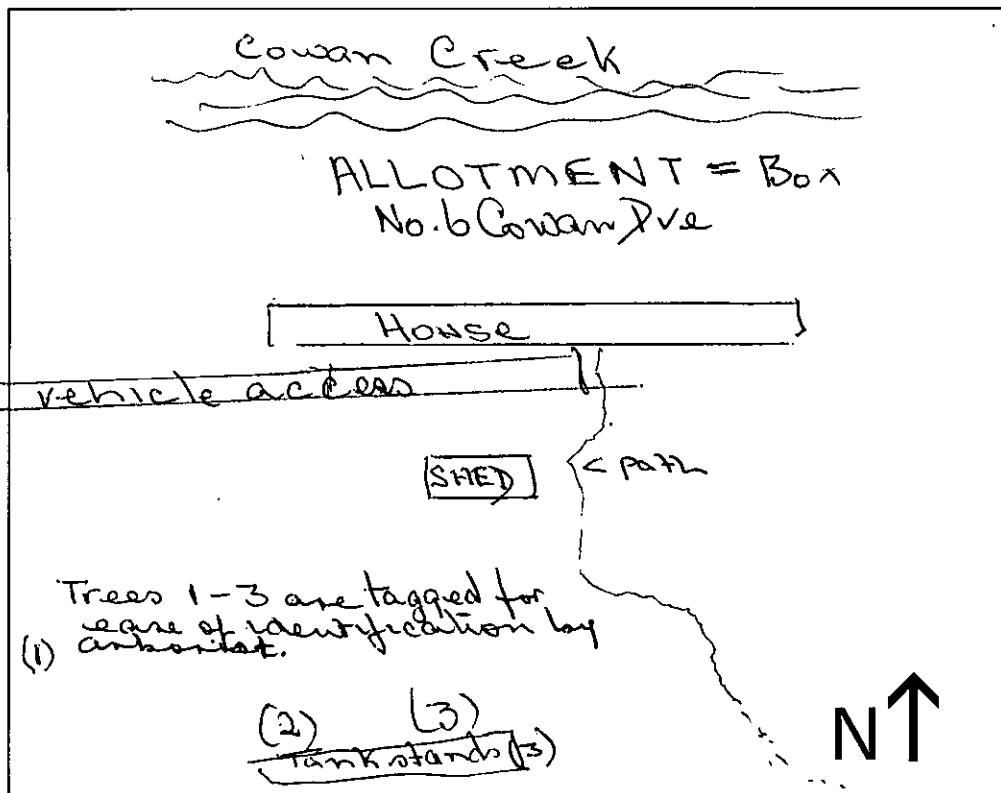 Cowan Creek
ALLOTMENT = Box
No. 6 Cowan Dve
House
vehicle access
SHED
< path
Trees 1-3 are tagged for
ease of identification by
(1) arborist.
(2) (3)
Tank stands (3)
N